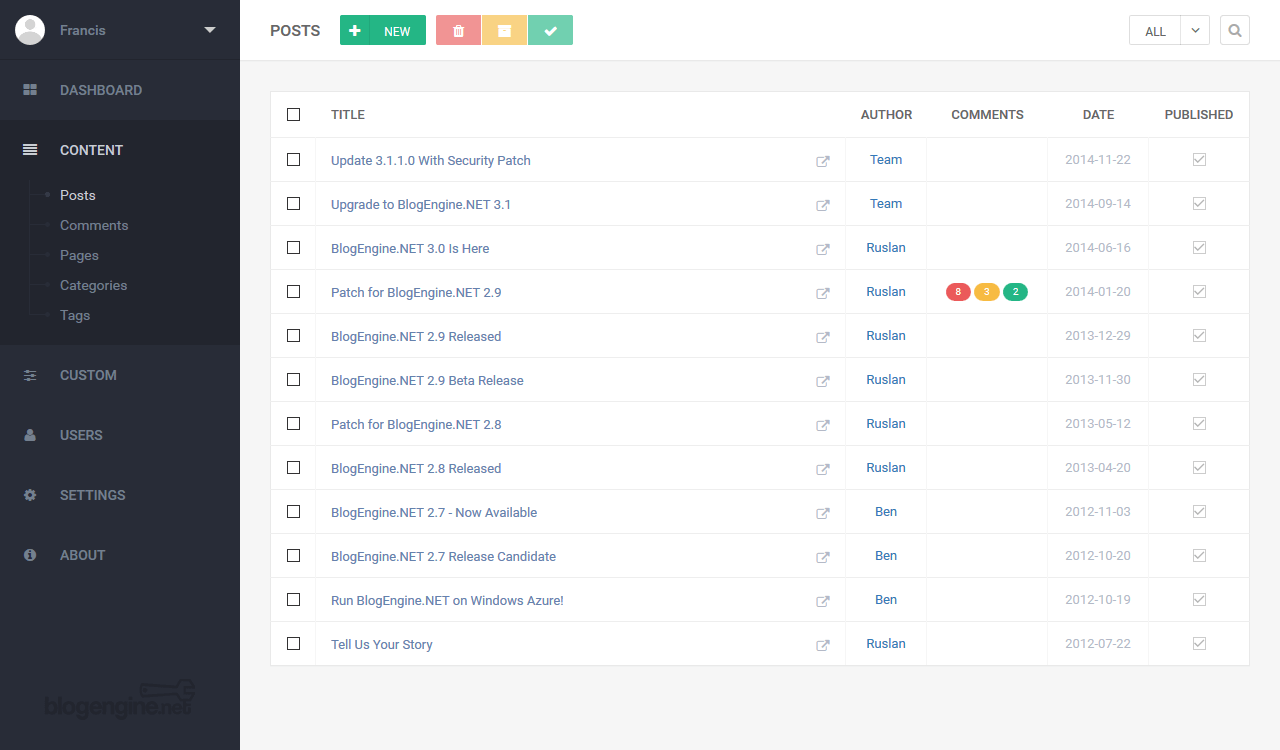 Francis
DASHBOARD
CONTENT
Posts
Comments
Pages
Categories
Tags
CUSTOM
USERS
SETTINGS
ABOUT
blogengine.net
POSTS NEW ALL
TITLE AUTHOR COMMENTS DATE PUBLISHED
Update 3.1.1.0 With Security Patch Team 2014-11-22
Upgrade to BlogEngine.NET 3.1 Team 2014-09-14
BlogEngine.NET 3.0 Is Here Ruslan 2014-06-16
Patch for BlogEngine.NET 2.9 Ruslan 8 3 2 2014-01-20
BlogEngine.NET 2.9 Released Ruslan 2013-12-29
BlogEngine.NET 2.9 Beta Release Ruslan 2013-11-30
Patch for BlogEngine.NET 2.8 Ruslan 2013-05-12
BlogEngine.NET 2.8 Released Ruslan 2013-04-20
BlogEngine.NET 2.7 - Now Available Ben 2012-11-03
BlogEngine.NET 2.7 Release Candidate Ben 2012-10-20
Run BlogEngine.NET on Windows Azure! Ben 2012-10-19
Tell Us Your Story Ruslan 2012-07-22